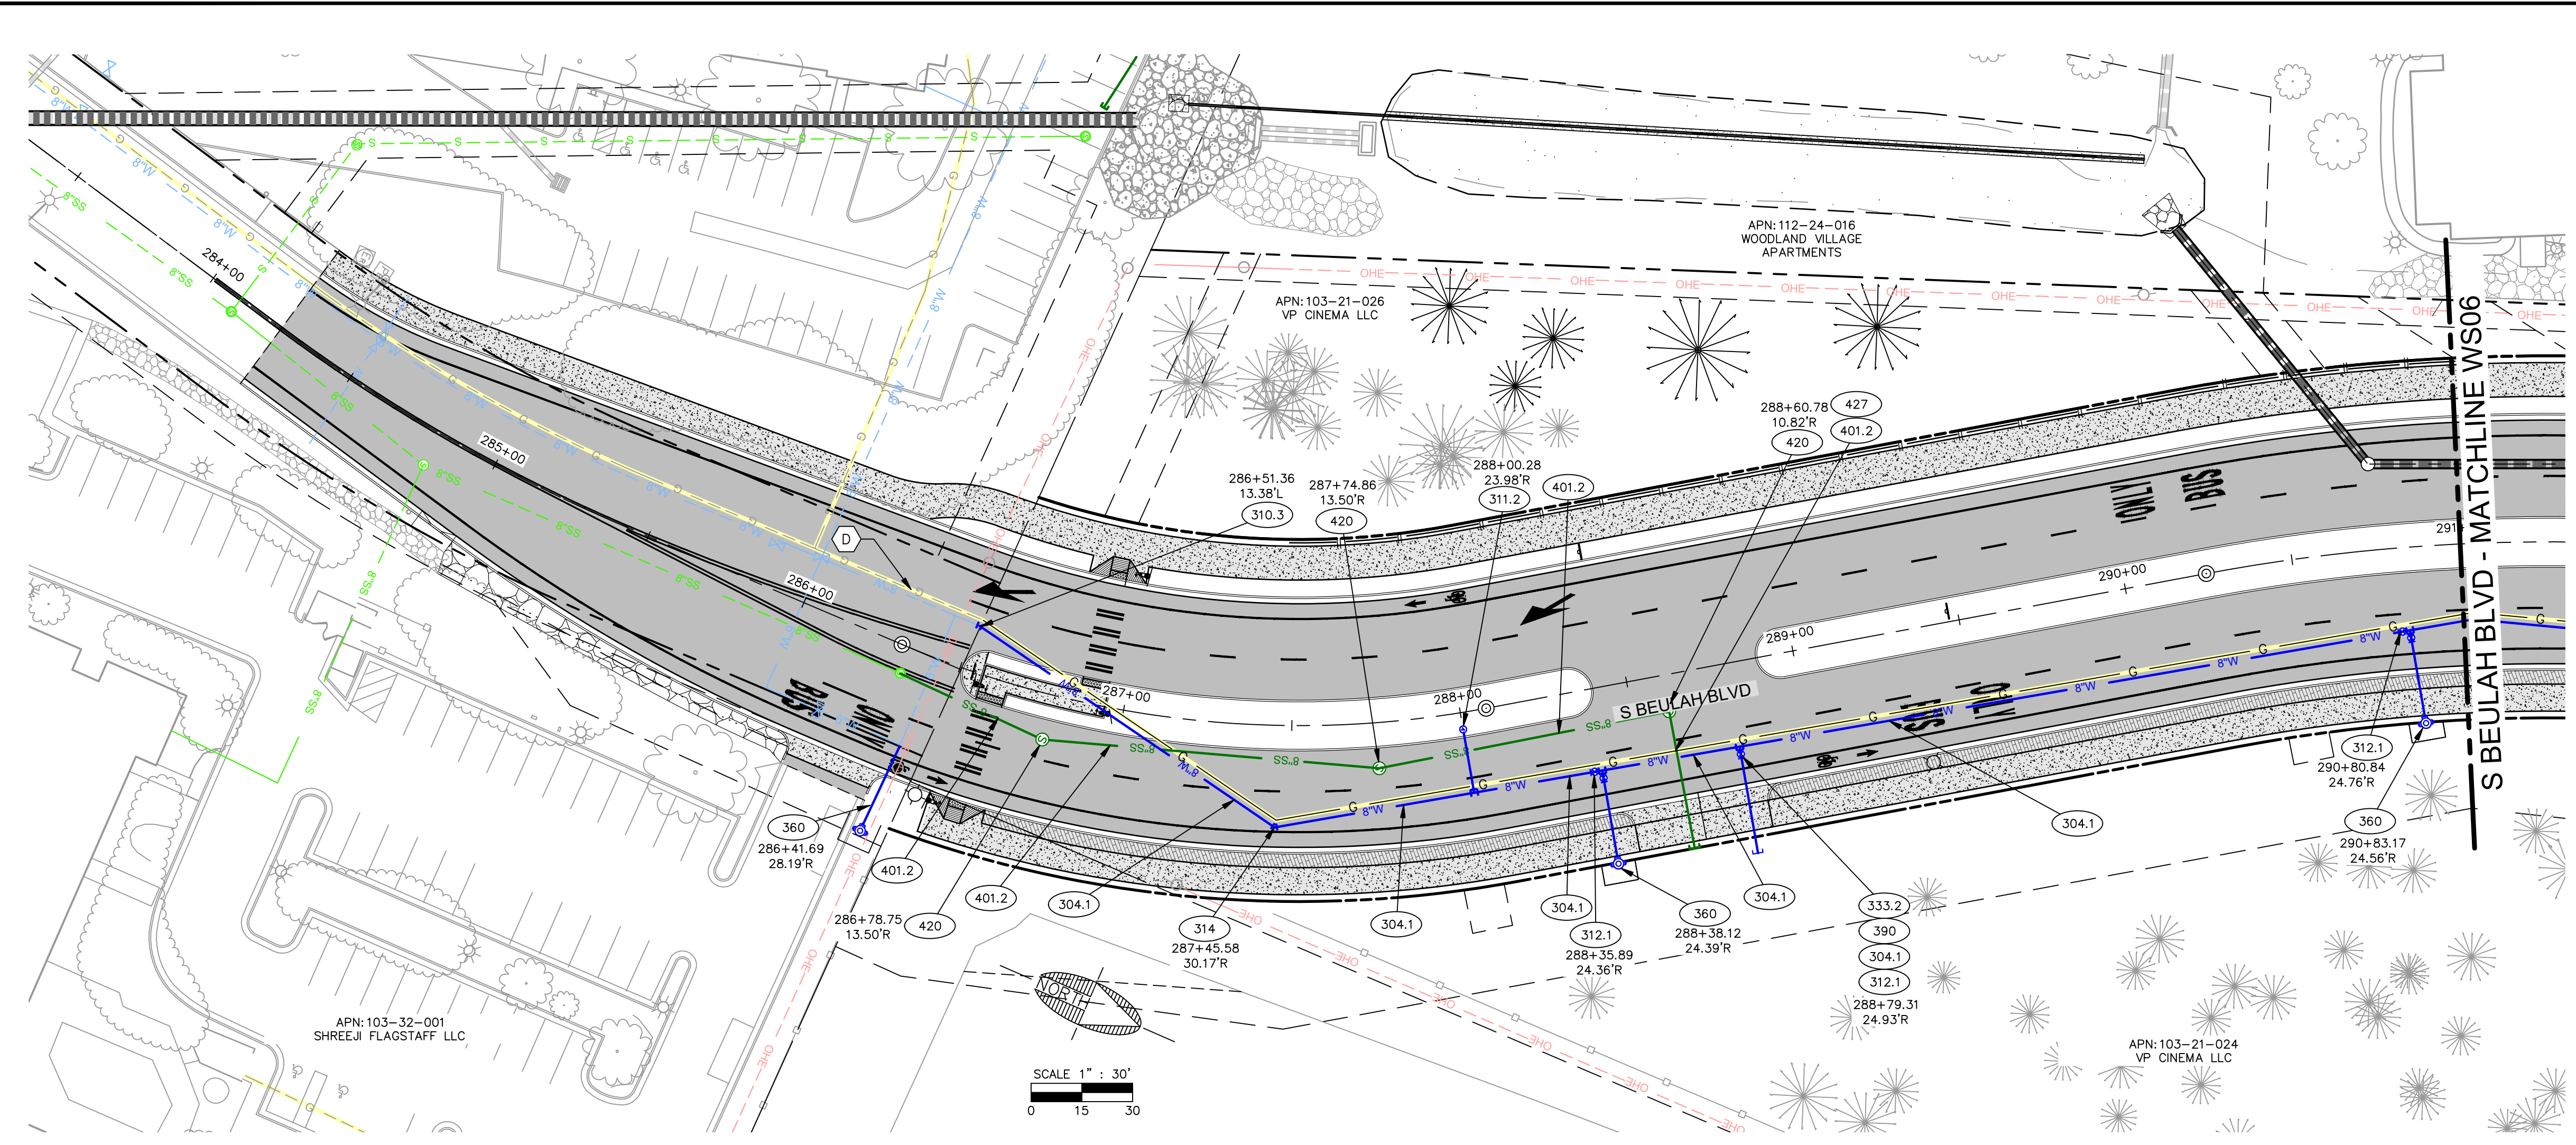 APN:112-24-016
WOODLAND VILLAGE
APARTMENTS
APN:103-21-026
VP CINEMA LLC
284+00
285+00
286+00
287+00
288+00
289+00
290+00
291
D
286+51.36
13.38'L
310.3
287+74.86
13.50'R
420
288+00.28
23.98'R
311.2
401.2
288+60.78
10.82'R
420
427
401.2
ONLY
BUS
S BEULAH BLVD
S BEULAH BLVD - MATCHLINE WS06
BUS
ONLY
360
286+41.69
28.19'R
401.2
286+78.75
13.50'R
420
401.2
304.1
314
287+45.58
30.17'R
304.1
304.1
312.1
288+35.89
24.36'R
360
288+38.12
24.39'R
304.1
333.2
390
304.1
312.1
288+79.31
24.93'R
304.1
312.1
290+80.84
24.76'R
360
290+83.17
24.56'R
8"W
8"SS
G
S
OHE
NORTH
SCALE 1" : 30'
0 15 30
APN:103-32-001
SHREEJI FLAGSTAFF LLC
APN:103-21-024
VP CINEMA LLC